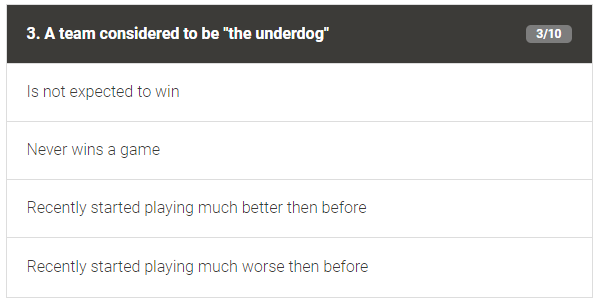 3. A team considered to be "the underdog" 3/10
Is not expected to win
Never wins a game
Recently started playing much better then before
Recently started playing much worse then before